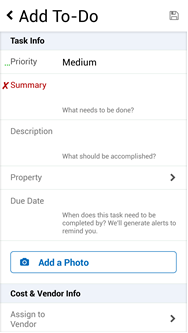 Add To-Do
Task Info
...Priority Medium
Summary
What needs to be done?
Description
What should be accomplished?
Property
Due Date
When does this task need to be
completed by? We'll generate alerts to
remind you.
Add a Photo
Cost & Vendor Info
Assign to
Vendor